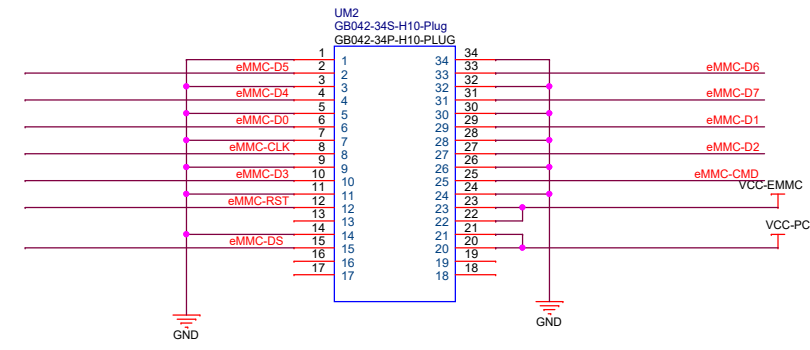 UM2
GB042-34S-H10-Plug
GB042-34P-H10-PLUG
1 1 34 34
eMMC-D5 2 2 33 33 eMMC-D6
3 3 32 32
eMMC-D4 4 4 31 31 eMMC-D7
5 5 30 30
eMMC-D0 6 6 29 29 eMMC-D1
7 7 28 28
eMMC-CLK 8 8 27 27 eMMC-D2
9 9 26 26
eMMC-D3 10 10 25 25 eMMC-CMD
11 11 24 24 VCC-EMMC
eMMC-RST 12 12 23 23
13 13 22 22
14 14 21 21 VCC-PC
eMMC-DS 15 15 20 20
16 16 19 19
17 17 18 18
GND GND